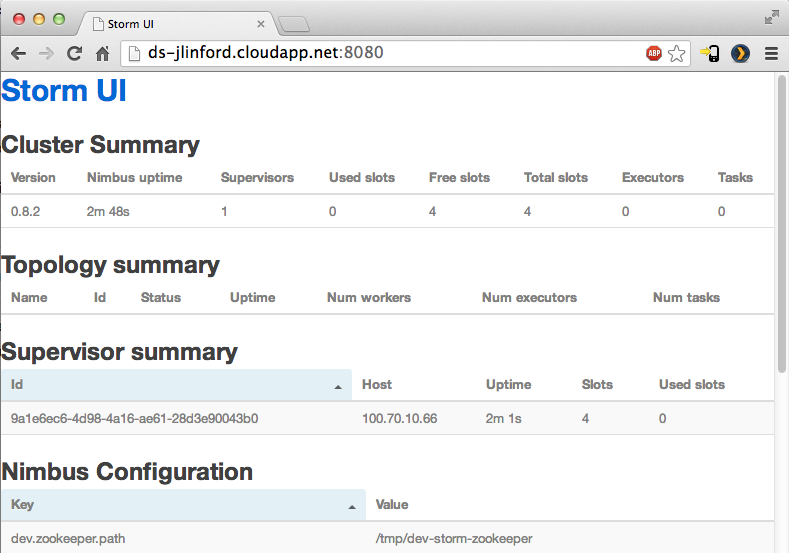 Storm UI
ds-jlinford.cloudapp.net:8080
ABP
Storm UI
Cluster Summary
Version Nimbus uptime Supervisors Used slots Free slots Total slots Executors Tasks
0.8.2 2m 48s 1 0 4 4 0 0
Topology summary
Name Id Status Uptime Num workers Num executors Num tasks
Supervisor summary
Id Host Uptime Slots Used slots
9a1e6ec6-4d98-4a16-ae61-28d3e90043b0 100.70.10.66 2m 1s 4 0
Nimbus Configuration
Key Value
dev.zookeeper.path /tmp/dev-storm-zookeeper